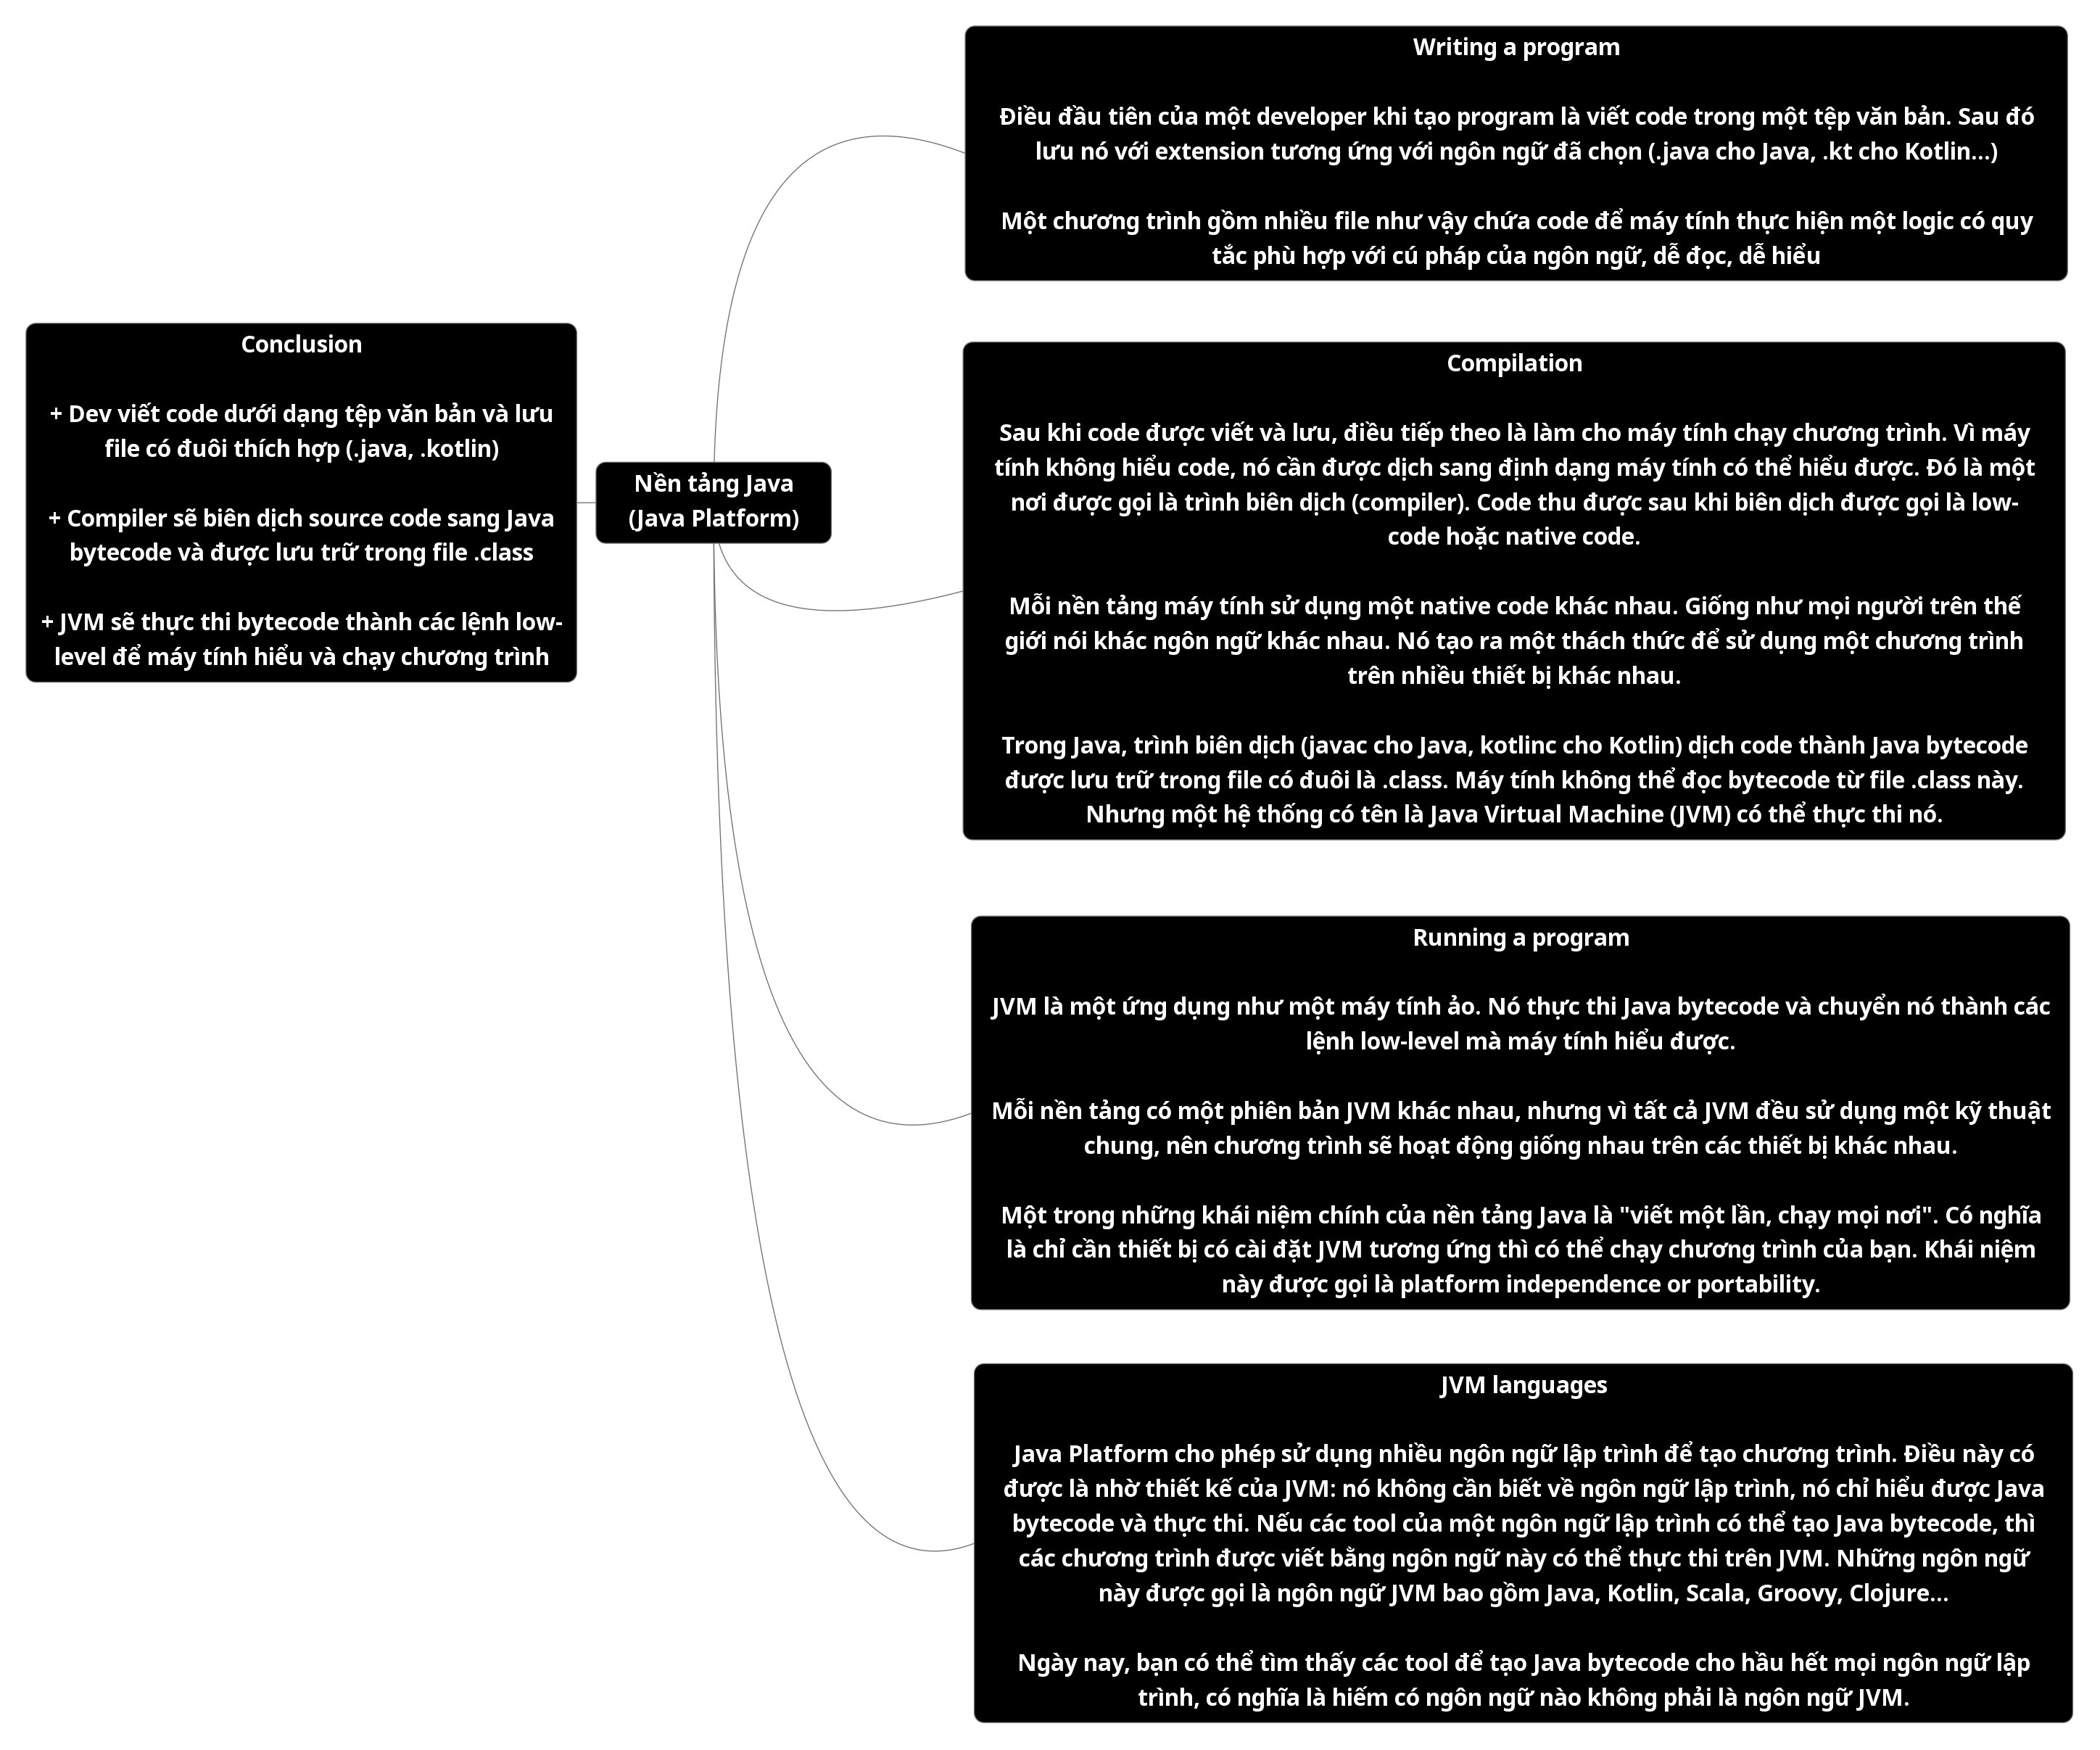 Writing a program
Điều đầu tiên của một developer khi tạo program là viết code trong một tệp văn bản. Sau đó
lưu nó với extension tương ứng với ngôn ngữ đã chọn (.java cho Java, .kt cho Kotlin...)
Một chương trình gồm nhiều file như vậy chứa code để máy tính thực hiện một logic có quy
tắc phù hợp với cú pháp của ngôn ngữ, dễ đọc, dễ hiểu
Conclusion
+ Dev viết code dưới dạng tệp văn bản và lưu
file có đuôi thích hợp (.java, .kotlin)
+ Compiler sẽ biên dịch source code sang Java
bytecode và được lưu trữ trong file .class
+ JVM sẽ thực thi bytecode thành các lệnh low-
level để máy tính hiểu và chạy chương trình
Nền tảng Java
(Java Platform)
Compilation
Sau khi code được viết và lưu, điều tiếp theo là làm cho máy tính chạy chương trình. Vì máy
tính không hiểu code, nó cần được dịch sang định dạng máy tính có thể hiểu được. Đó là một
nơi được gọi là trình biên dịch (compiler). Code thu được sau khi biên dịch được gọi là low-
code hoặc native code.
Mỗi nền tảng máy tính sử dụng một native code khác nhau. Giống như mọi người trên thế
giới nói khác ngôn ngữ khác nhau. Nó tạo ra một thách thức để sử dụng một chương trình
trên nhiều thiết bị khác nhau.
Trong Java, trình biên dịch (javac cho Java, kotlinc cho Kotlin) dịch code thành Java bytecode
được lưu trữ trong file có đuôi là .class. Máy tính không thể đọc bytecode từ file .class này.
Nhưng một hệ thống có tên là Java Virtual Machine (JVM) có thể thực thi nó.
Running a program
JVM là một ứng dụng như một máy tính ảo. Nó thực thi Java bytecode và chuyển nó thành các
lệnh low-level mà máy tính hiểu được.
Mỗi nền tảng có một phiên bản JVM khác nhau, nhưng vì tất cả JVM đều sử dụng một kỹ thuật
chung, nên chương trình sẽ hoạt động giống nhau trên các thiết bị khác nhau.
Một trong những khái niệm chính của nền tảng Java là "viết một lần, chạy mọi nơi". Có nghĩa
là chỉ cần thiết bị có cài đặt JVM tương ứng thì có thể chạy chương trình của bạn. Khái niệm
này được gọi là platform independence or portability.
JVM languages
Java Platform cho phép sử dụng nhiều ngôn ngữ lập trình để tạo chương trình. Điều này có
được là nhờ thiết kế của JVM: nó không cần biết về ngôn ngữ lập trình, nó chỉ hiểu được Java
bytecode và thực thi. Nếu các tool của một ngôn ngữ lập trình có thể tạo Java bytecode, thì
các chương trình được viết bằng ngôn ngữ này có thể thực thi trên JVM. Những ngôn ngữ
này được gọi là ngôn ngữ JVM bao gồm Java, Kotlin, Scala, Groovy, Clojure...
Ngày nay, bạn có thể tìm thấy các tool để tạo Java bytecode cho hầu hết mọi ngôn ngữ lập
trình, có nghĩa là hiếm có ngôn ngữ nào không phải là ngôn ngữ JVM.